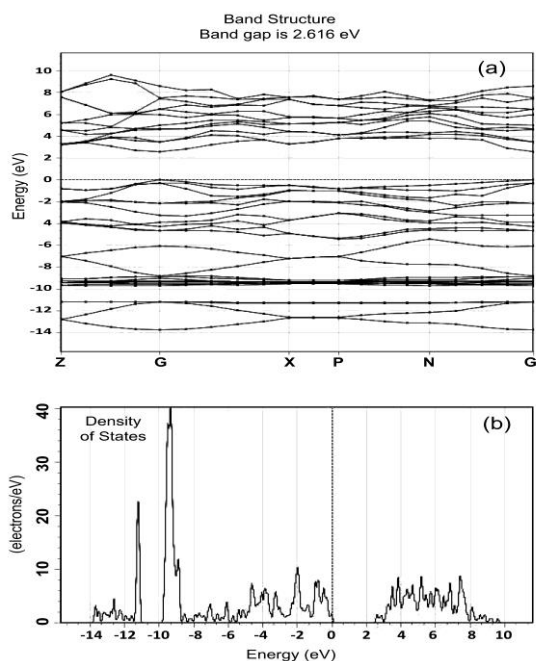 Band Structure
Band gap is 2.616 eV
(a)
Energy (eV)
10
8
6
4
2
0
-2
-4
-6
-8
-10
-12
-14
Z G X P N G
(b)
Density
of States
(electrons/eV)
40
30
20
10
0
-14 -12 -10 -8 -6 -4 -2 0 2 4 6 8 10
Energy (eV)